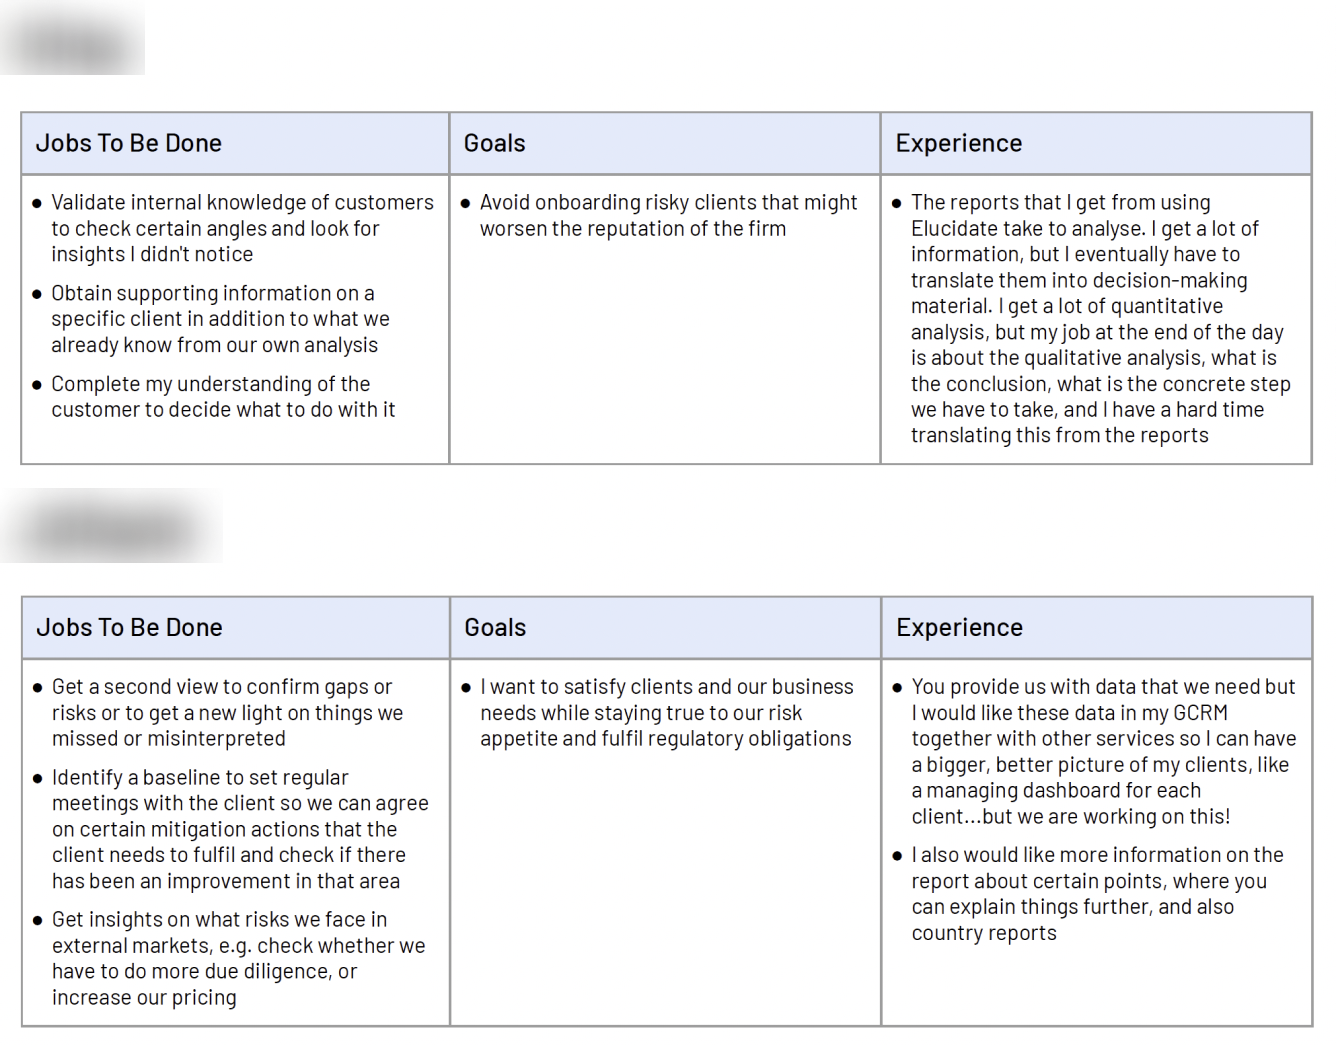 Jobs To Be Done
Goals
Experience
● Validate internal knowledge of customers
to check certain angles and look for
insights I didn't notice
● Obtain supporting information on a
specific client in addition to what we
already know from our own analysis
● Complete my understanding of the
customer to decide what to do with it
● Avoid onboarding risky clients that might
worsen the reputation of the firm
● The reports that I get from using
Elucidate take to analyse. I get a lot of
information, but I eventually have to
translate them into decision-making
material. I get a lot of quantitative
analysis, but my job at the end of the day
is about the qualitative analysis, what is
the conclusion, what is the concrete step
we have to take, and I have a hard time
translating this from the reports
Jobs To Be Done
Goals
Experience
● Get a second view to confirm gaps or
risks or to get a new light on things we
missed or misinterpreted
● Identify a baseline to set regular
meetings with the client so we can agree
on certain mitigation actions that the
client needs to fulfil and check if there
has been an improvement in that area
● Get insights on what risks we face in
external markets, e.g. check whether we
have to do more due diligence, or
increase our pricing
● I want to satisfy clients and our business
needs while staying true to our risk
appetite and fulfil regulatory obligations
● You provide us with data that we need but
I would like these data in my GCRM
together with other services so I can have
a bigger, better picture of my clients, like
a managing dashboard for each
client...but we are working on this!
● I also would like more information on the
report about certain points, where you
can explain things further, and also
country reports